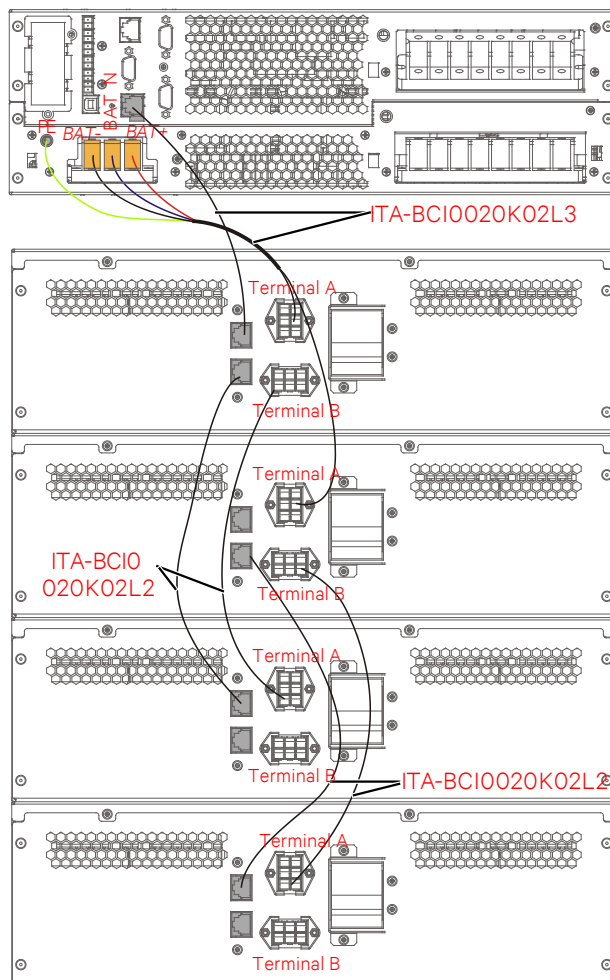 PE
BAT-
BAT N
BAT+
ITA-BCI0020K02L3
Terminal A
Terminal B
Terminal A
ITA-BCI0
020K02L2
Terminal B
Terminal A
Terminal B
ITA-BCI0020K02L2
Terminal A
Terminal B